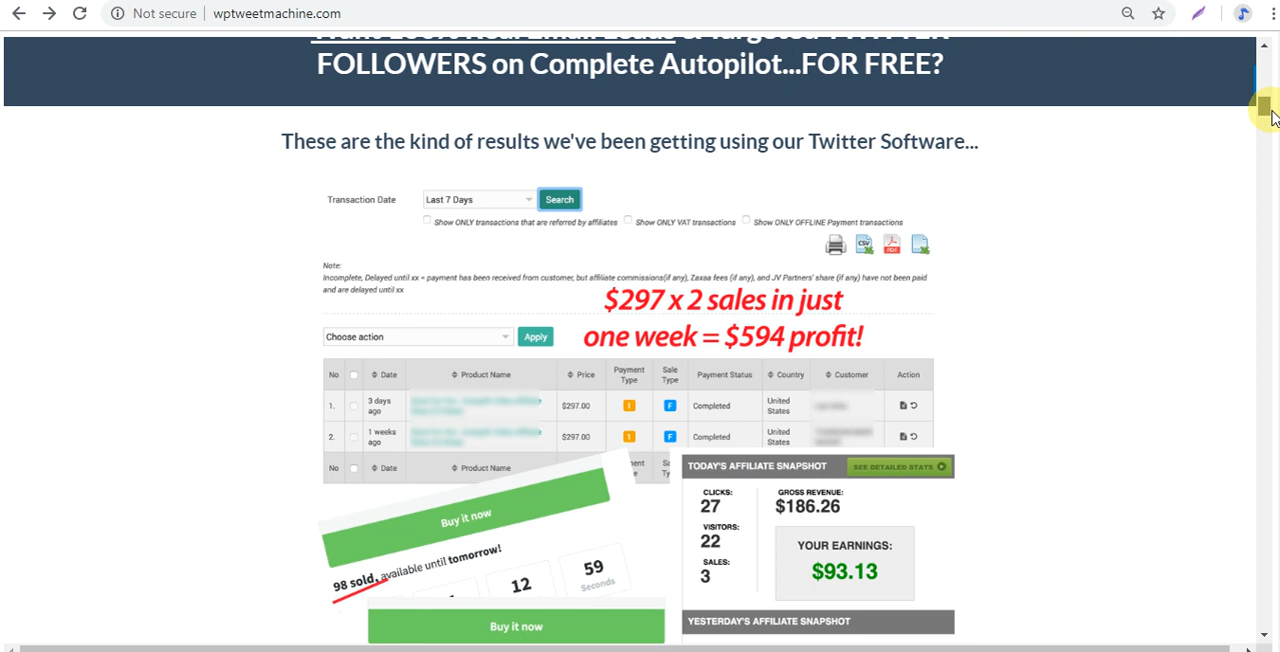 Not secure
wptweetmachine.com
FOLLOWERS on Complete Autopilot...FOR FREE?
These are the kind of results we've been getting using our Twitter Software...
Transaction Date
Last 7 Days
Search
Show ONLY transactions that are referred by affiliates
Show ONLY VAT transactions
Show ONLY OFFLINE Payment transactions
CSV
PDF
Note:
Incomplete, Delayed until xx = payment has been received from customer, but affiliate commissions(if any), Zaxaa fees (if any), and JV Partners' share (if any) have not been paid
and are delayed until xx
$297 x 2 sales in just
one week = $594 profit!
Choose action
Apply
No Date Product Name Price Payment Type Sale Type Payment Status Country Customer Action
1. 3 days ago $297.00 1 F Completed United States
2. 1 weeks ago $297.00 1 F Completed United States
No Date Product Name
Buy it now
98 sold, available until tomorrow!
12
59
Seconds
Buy it now
TODAY'S AFFILIATE SNAPSHOT
SEE DETAILED STATS
CLICKS:
27
VISITORS:
22
SALES:
3
GROSS REVENUE:
$186.26
YOUR EARNINGS:
$93.13
YESTERDAY'S AFFILIATE SNAPSHOT